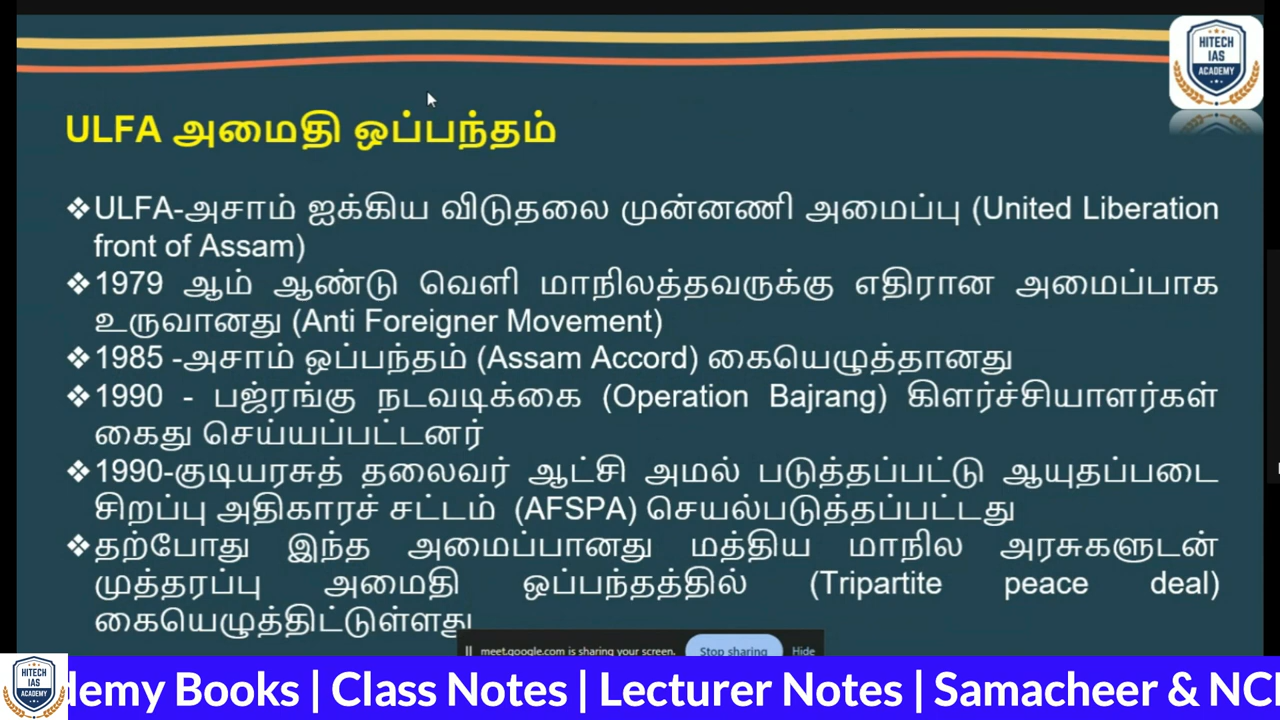 HITECH
IAS
ACADEMY
ULFA அமைதி ஒப்பந்தம்
❖ULFA-அசாம் ஐக்கிய விடுதலை முன்னணி அமைப்பு (United Liberation
front of Assam)
❖1979 ஆம் ஆண்டு வெளி மாநிலத்தவருக்கு எதிரான அமைப்பாக
உருவானது (Anti Foreigner Movement)
❖1985 -அசாம் ஒப்பந்தம் (Assam Accord) கையெழுத்தானது
❖1990 - பஜ்ரங்கு நடவடிக்கை (Operation Bajrang) கிளர்ச்சியாளர்கள்
கைது செய்யப்பட்டனர்
❖1990-குடியரசுத் தலைவர் ஆட்சி அமல் படுத்தப்பட்டு ஆயுதப்படை
சிறப்பு அதிகாரச் சட்டம் (AFSPA) செயல்படுத்தப்பட்டது
❖தற்போது இந்த அமைப்பானது மத்திய மாநில அரசுகளுடன்
முத்தரப்பு அமைதி ஒப்பந்தத்தில் (Tripartite peace deal)
கையெழுத்திட்டுள்ளது
meet.google.com is sharing your screen. Stop sharing Hide
HITECH
IAS
ACADEMY
demy Books | Class Notes | Lecturer Notes | Samacheer & NC